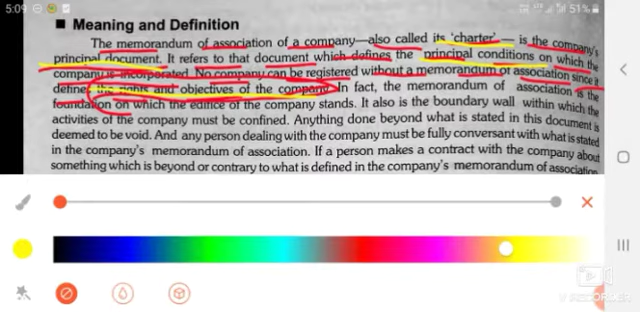 5:09
51%
■ Meaning and Definition
The memorandum of association of a company—also called its 'charter' — is the company's
principal document. It refers to that document which defines the principal conditions on which the
company is incorporated. No company can be registered without a memorandum of association since it
defines the rights and objectives of the company. In fact, the memorandum of association is the
foundation on which the edifice of the company stands. It also is the boundary wall within which the
activities of the company must be confined. Anything done beyond what is stated in this document is
deemed to be void. And any person dealing with the company must be fully conversant with what is stated
in the company's memorandum of association. If a person makes a contract with the company about
something which is beyond or contrary to what is defined in the company's memorandum of association
V RECORDER